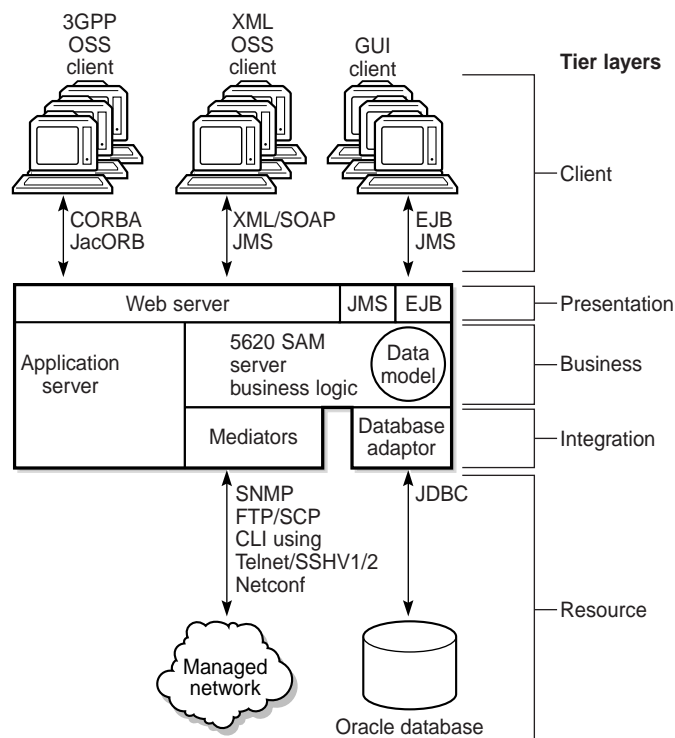 3GPP
OSS
client
XML
OSS
client
GUI
client
Tier layers
Client
CORBA
JacORB
XML/SOAP
JMS
EJB
JMS
Web server
JMS
EJB
Presentation
Application
server
5620 SAM
server
business logic
Data
model
Business
Mediators
Database
adaptor
Integration
SNMP
FTP/SCP
CLI using
Telnet/SSHV1/2
Netconf
JDBC
Resource
Managed
network
Oracle database